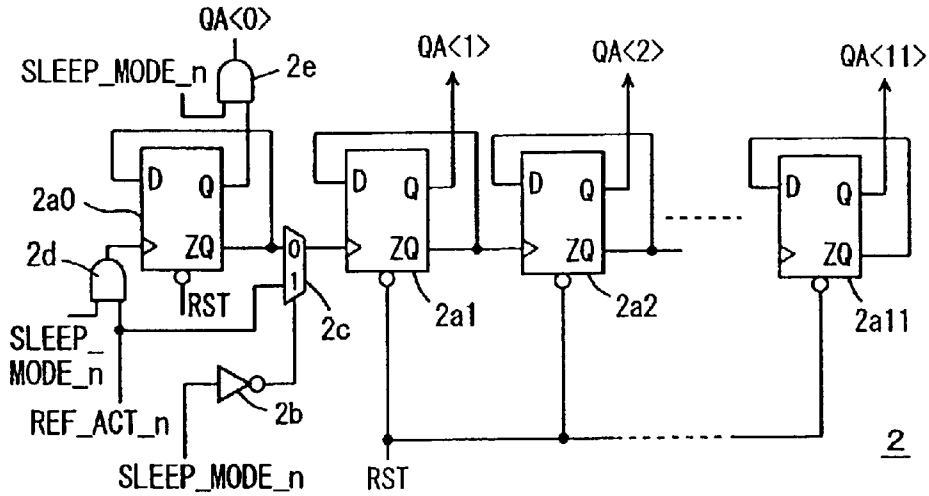 QA<0>
QA<1>
QA<2>
QA<11>
SLEEP_MODE_n
2e
D
Q
ZQ
2a0
2d
RST
SLEEP_
MODE_n
REF_ACT_n
0
1
2c
2b
SLEEP_MODE_n
D
Q
ZQ
2a1
D
Q
ZQ
2a2
D
Q
ZQ
2a11
RST
2